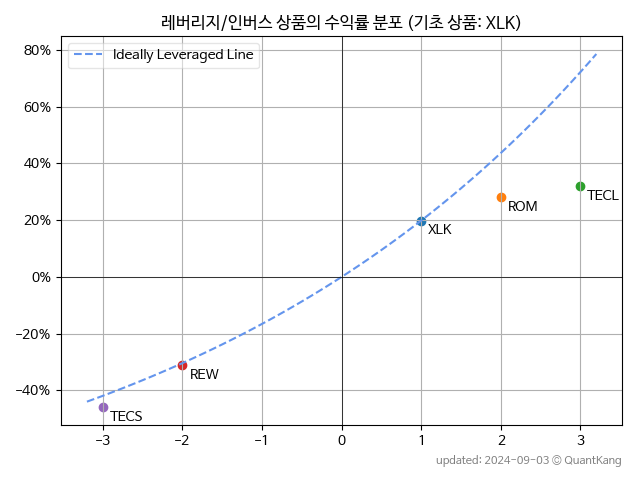 레버리지/인버스 상품의 수익률 분포 (기초 상품: XLK)
80%
60%
40%
20%
0%
−20%
−40%
Ideally Leveraged Line
TECL
ROM
XLK
REW
TECS
−3 −2 −1 0 1 2 3
updated: 2024-09-03 © QuantKang